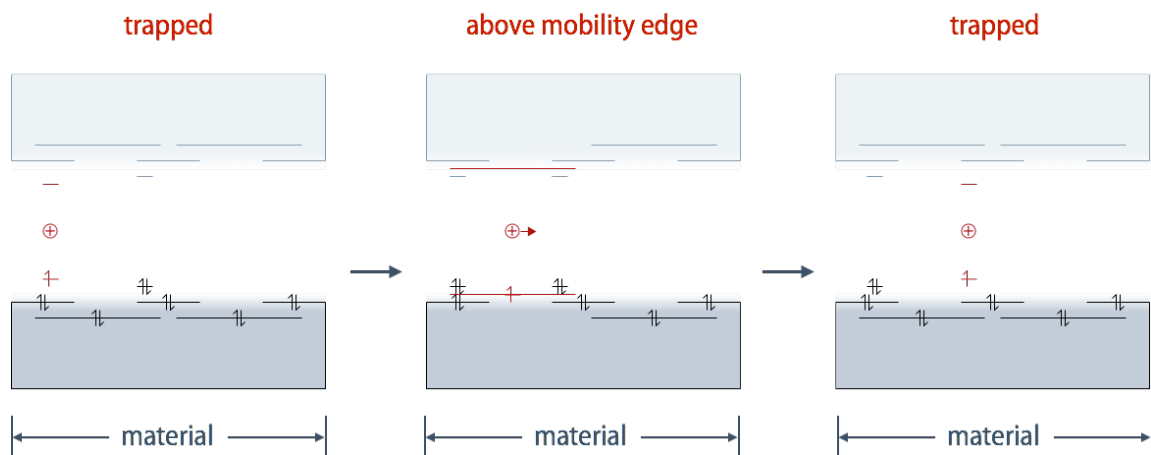 trapped
above mobility edge
trapped
material
material
material